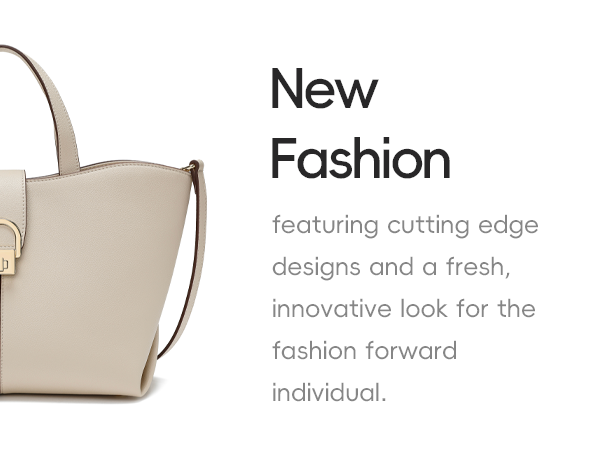 New
Fashion
featuring cutting edge
designs and a fresh,
innovative look for the
fashion forward
individual.